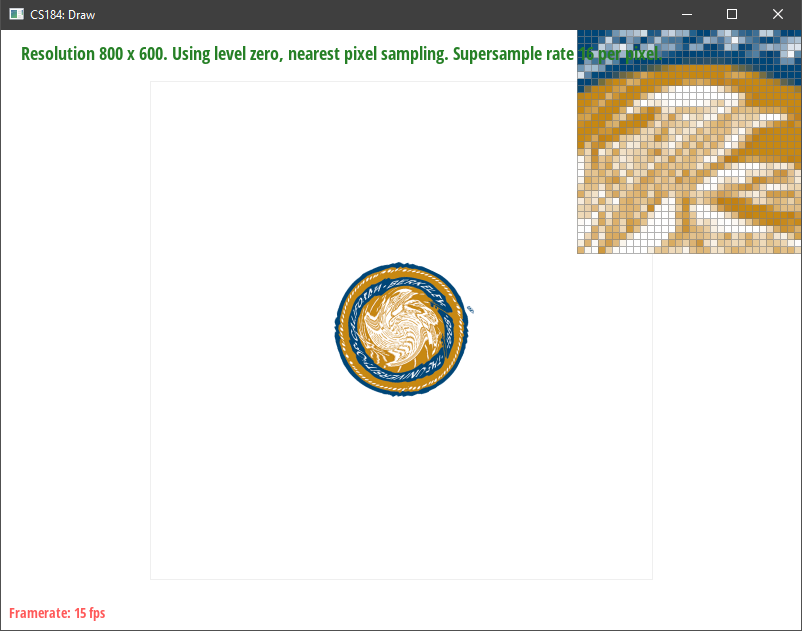 CS184: Draw
Resolution 800 x 600. Using level zero, nearest pixel sampling. Supersample rate 16 per pixel.
BERKELEY
Framerate: 15 fps